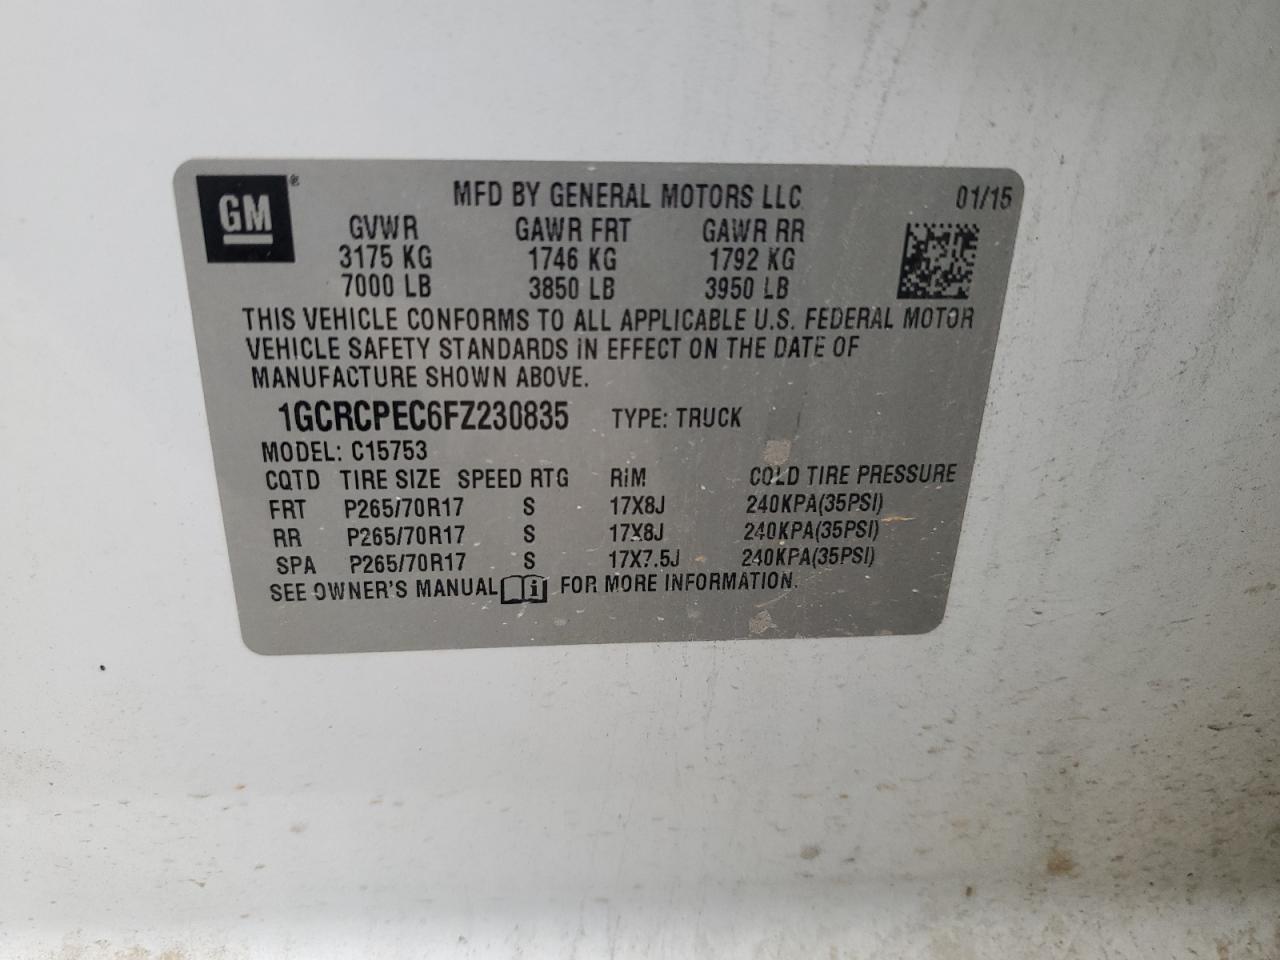 GM®
MFD BY GENERAL MOTORS LLC 01/15
GVWR GAWR FRT GAWR RR
3175 KG 1746 KG 1792 KG
7000 LB 3850 LB 3950 LB
THIS VEHICLE CONFORMS TO ALL APPLICABLE U.S. FEDERAL MOTOR
VEHICLE SAFETY STANDARDS IN EFFECT ON THE DATE OF
MANUFACTURE SHOWN ABOVE.
1GCRCPEC6FZ230835 TYPE: TRUCK
MODEL: C15753
CQTD TIRE SIZE SPEED RTG RIM COLD TIRE PRESSURE
FRT P265/70R17 S 17X8J 240KPA(35PSI)
RR P265/70R17 S 17X8J 240KPA(35PSI)
SPA P265/70R17 S 17X7.5J 240KPA(35PSI)
SEE OWNER'S MANUAL i FOR MORE INFORMATION.